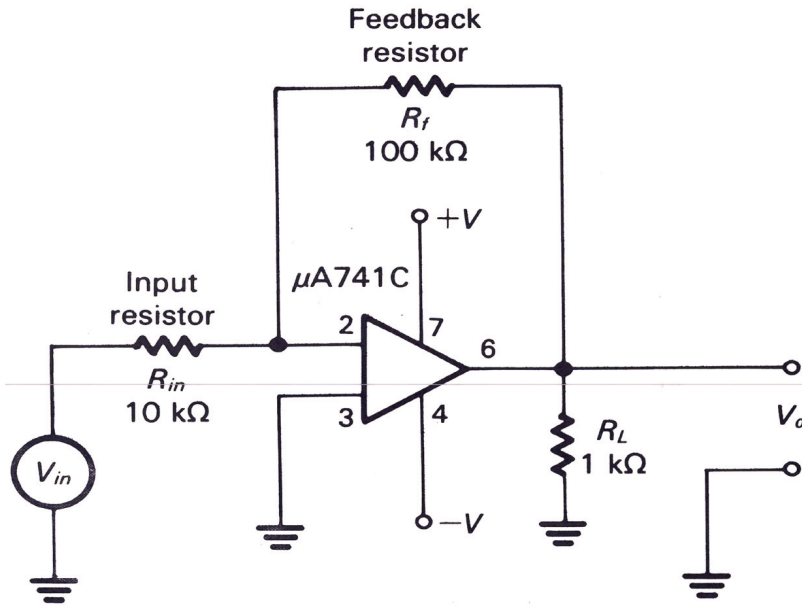 Feedback
resistor
R_f
100 kΩ
+V
μA741C
Input
resistor
2
7
6
R_in
10 kΩ
3
4
V_o
R_L
1 kΩ
V_in
−V